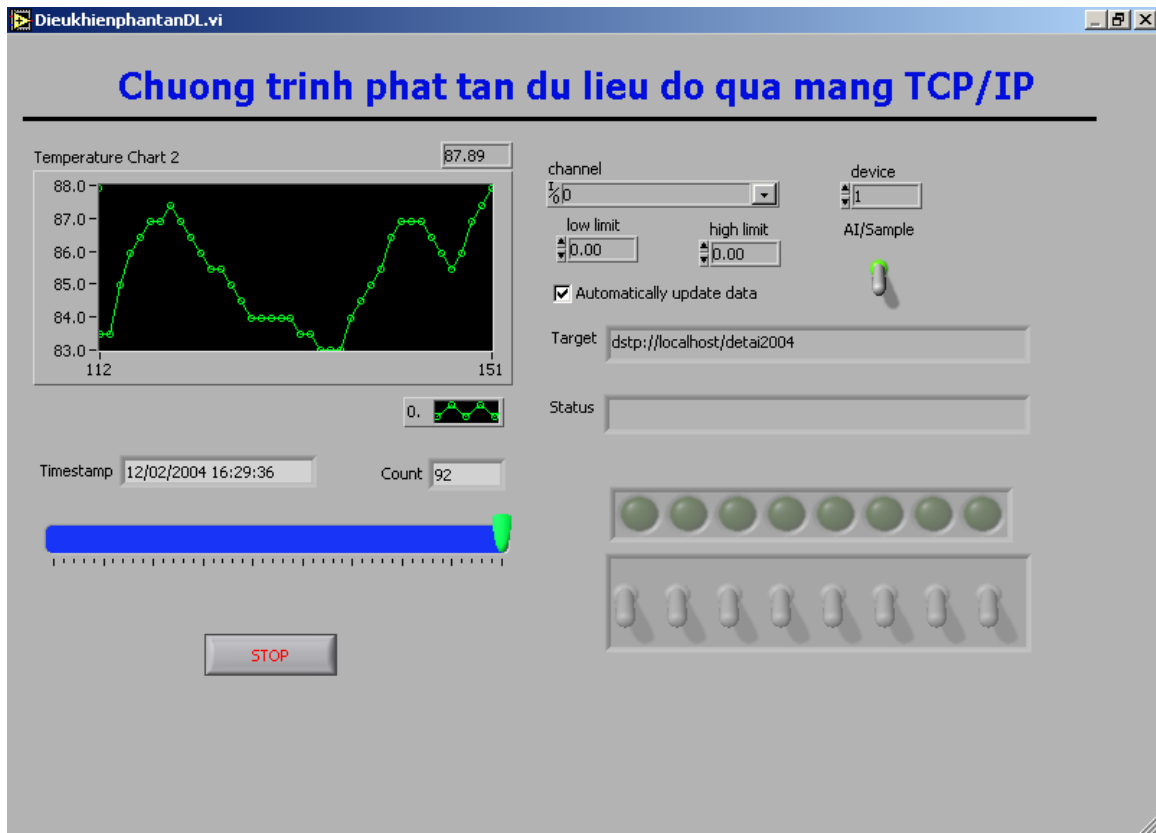 DieukhienphantanDL.vi
Chuong trinh phat tan du lieu do qua mang TCP/IP
Temperature Chart 2
87.89
88.0
87.0
86.0
85.0
84.0
83.0
112
151
0.
Timestamp
12/02/2004 16:29:36
Count
92
STOP
channel
I/O
0
device
1
low limit
0.00
high limit
0.00
AI/Sample
Automatically update data
Target
dstp://localhost/detai2004
Status